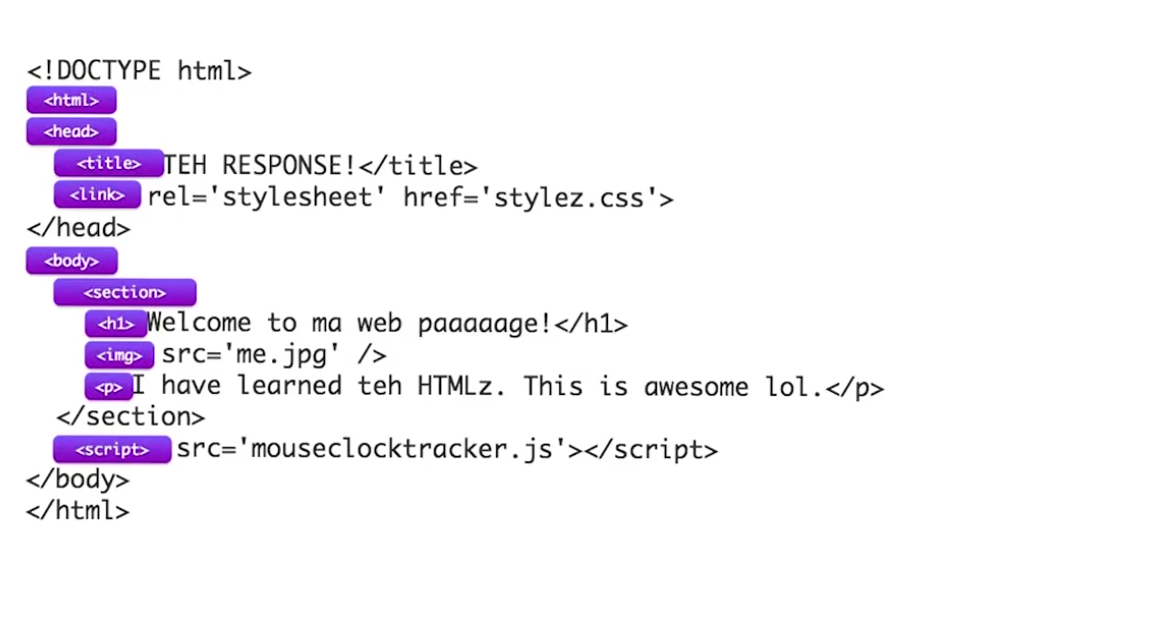 <!DOCTYPE html>
<html>
<head>
<title>TEH RESPONSE!</title>
<link> rel='stylesheet' href='stylez.css'>
</head>
<body>
<section>
<h1>Welcome to ma web paaaaage!</h1>
<img> src='me.jpg' />
<p>I have learned teh HTMLz. This is awesome lol.</p>
</section>
<script> src='mouseclocktracker.js'></script>
</body>
</html>